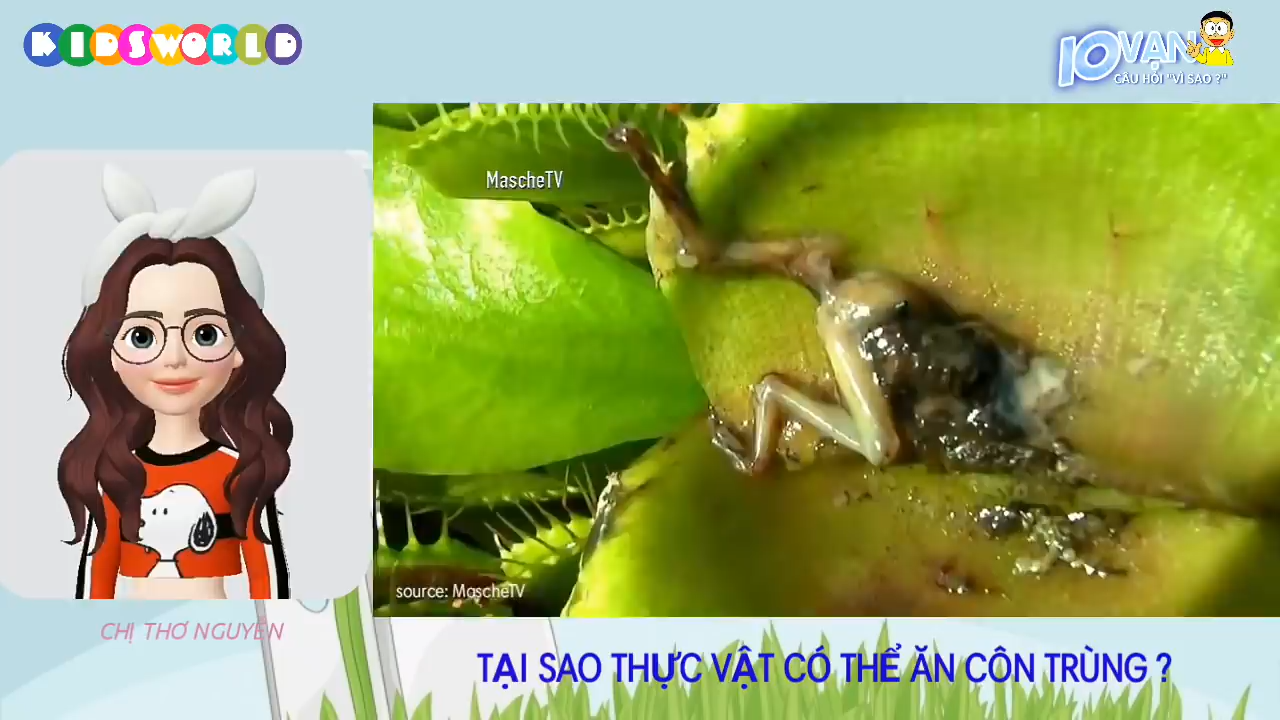 KIDSWORLD
10 VẠN
CÂU HỎI "VÌ SAO ?"
MascheTV
source: MascheTV
CHỊ THƠ NGUYỄN
TẠI SAO THỰC VẬT CÓ THỂ ĂN CÔN TRÙNG ?